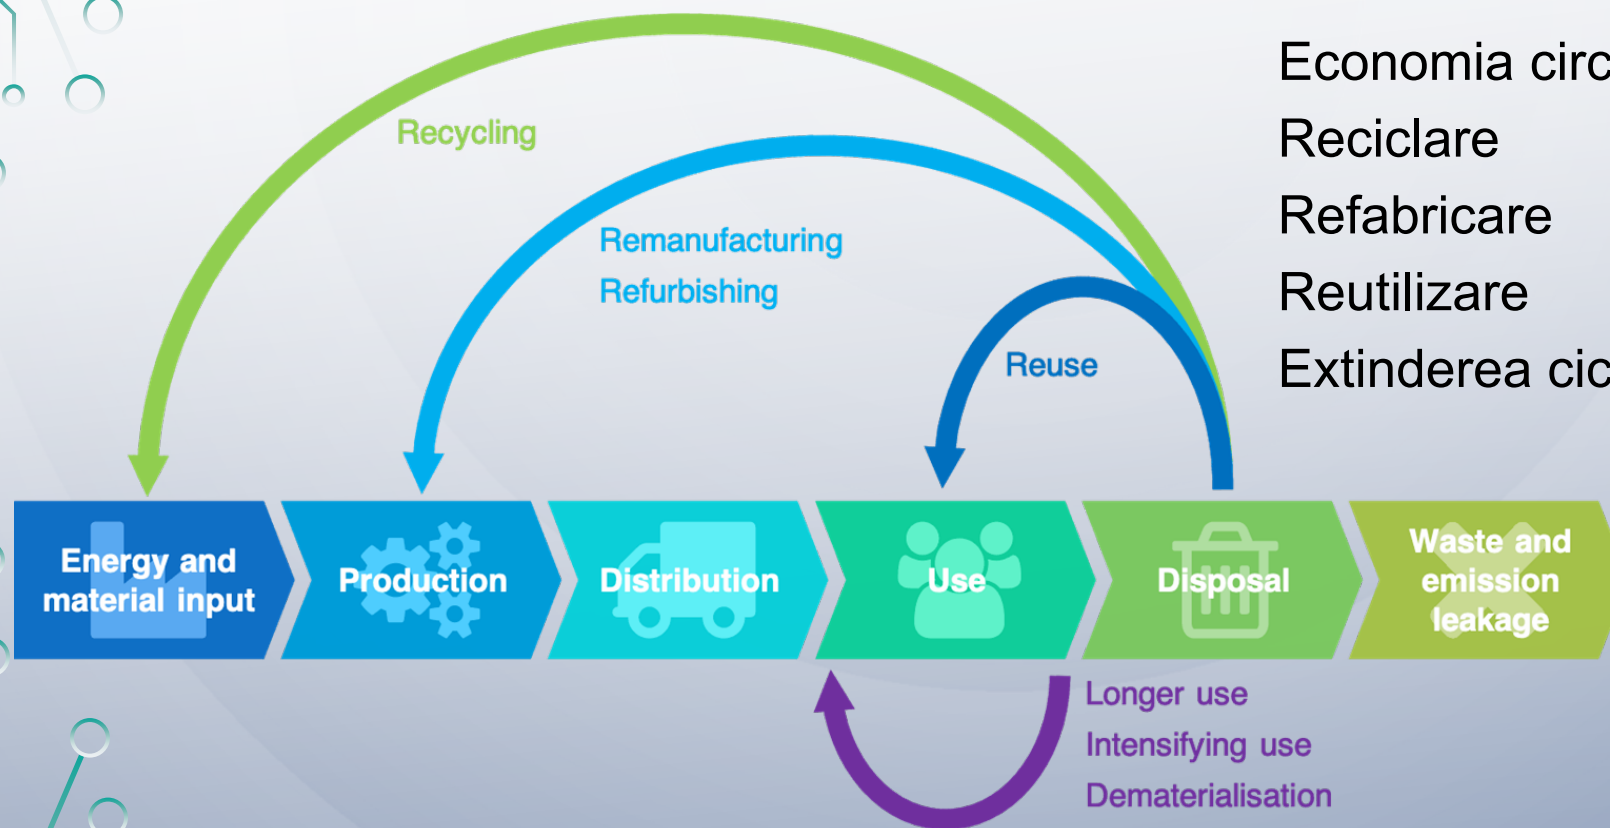 Economia circ
Reciclare
Refabricare
Reutilizare
Extinderea cic
Recycling
Remanufacturing
Refurbishing
Reuse
Energy and
material input
Production
Distribution
Use
Disposal
Waste and
emission
leakage
Longer use
Intensifying use
Dematerialisation